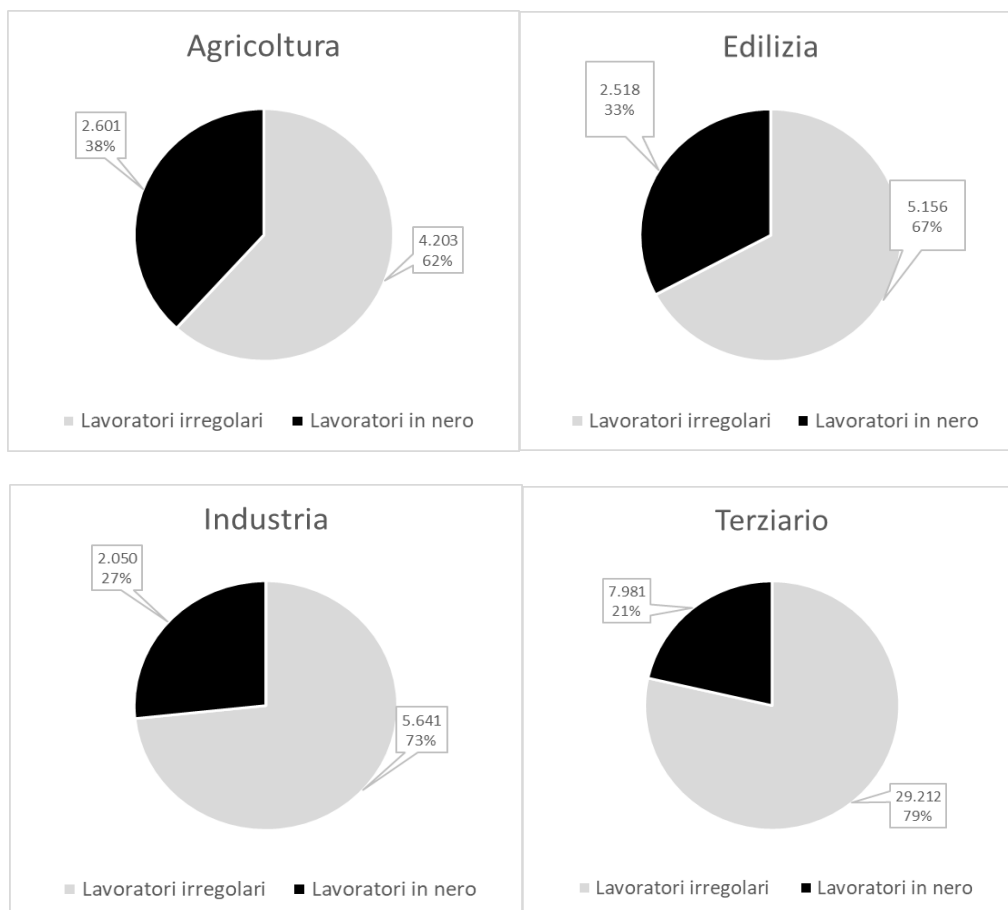 Agricoltura
2.601
38%
4.203
62%
Lavoratori irregolari Lavoratori in nero
Edilizia
2.518
33%
5.156
67%
Lavoratori irregolari Lavoratori in nero
Industria
2.050
27%
5.641
73%
Lavoratori irregolari Lavoratori in nero
Terziario
7.981
21%
29.212
79%
Lavoratori irregolari Lavoratori in nero